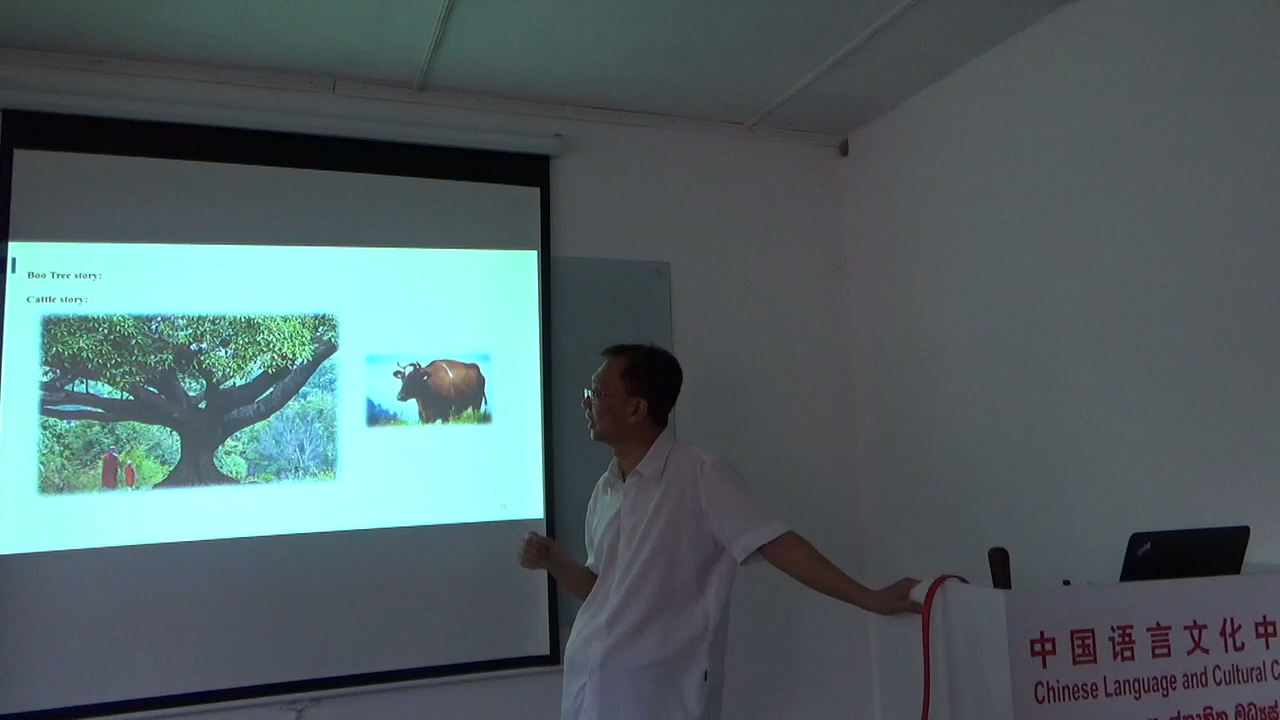 Boo Tree story:
Cattle story:
中国语言文化中
Chinese Language and Cultural C